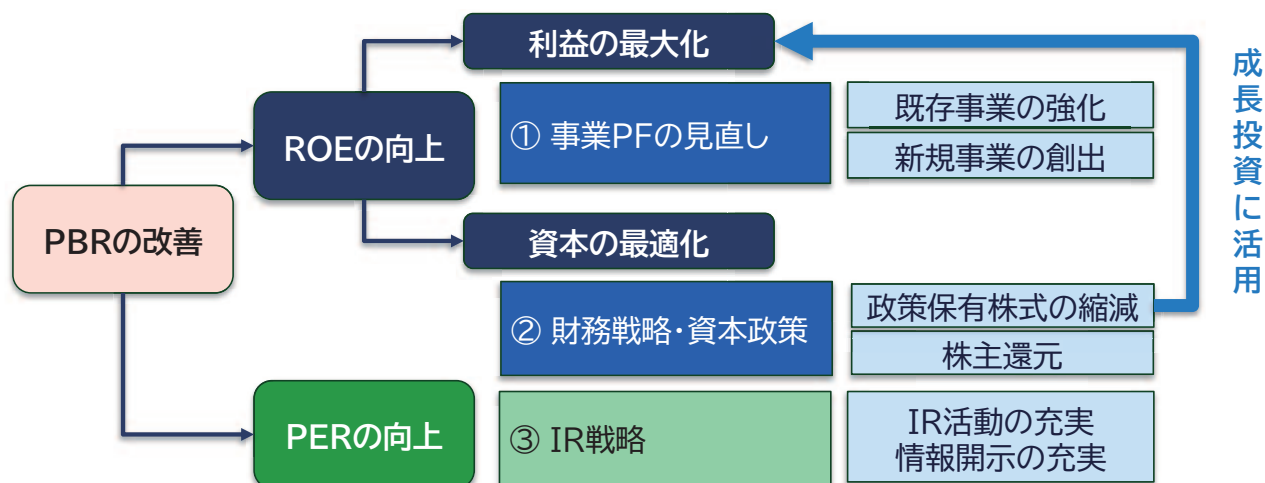 PBRの改善
ROEの向上
利益の最大化
① 事業PFの見直し
既存事業の強化
新規事業の創出
資本の最適化
② 財務戦略・資本政策
政策保有株式の縮減
株主還元
成長投資に活用
PERの向上
③ IR戦略
IR活動の充実
情報開示の充実